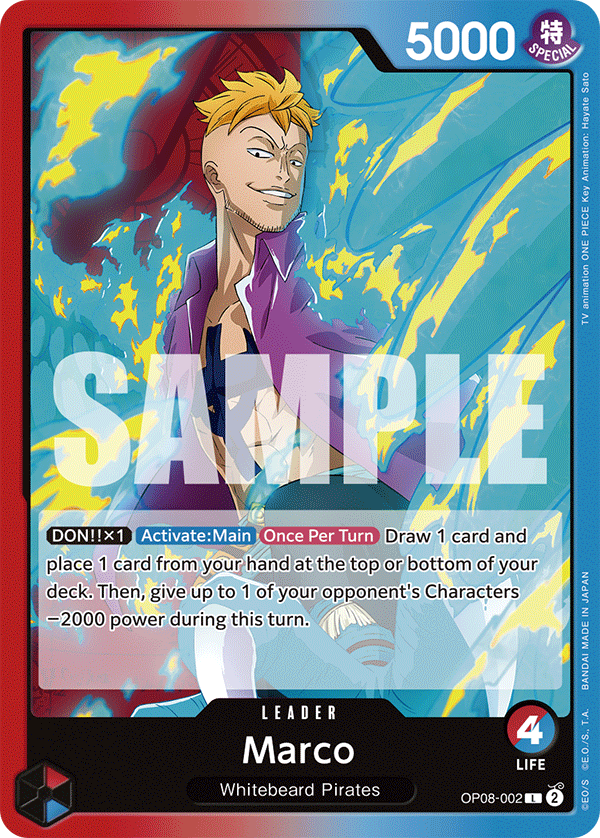 5000
特
SPECIAL
TV animation ONE PIECE Key Animation: Hayate Sato
SAMPLE
DON!!×1 Activate:Main Once Per Turn Draw 1 card and
place 1 card from your hand at the top or bottom of your
deck. Then, give up to 1 of your opponent's Characters
−2000 power during this turn.
LEADER
4
LIFE
Marco
Whitebeard Pirates
OP08-002 L 2
©E.O./S ©E.O./S., T.A. BANDAI MADE IN JAPAN